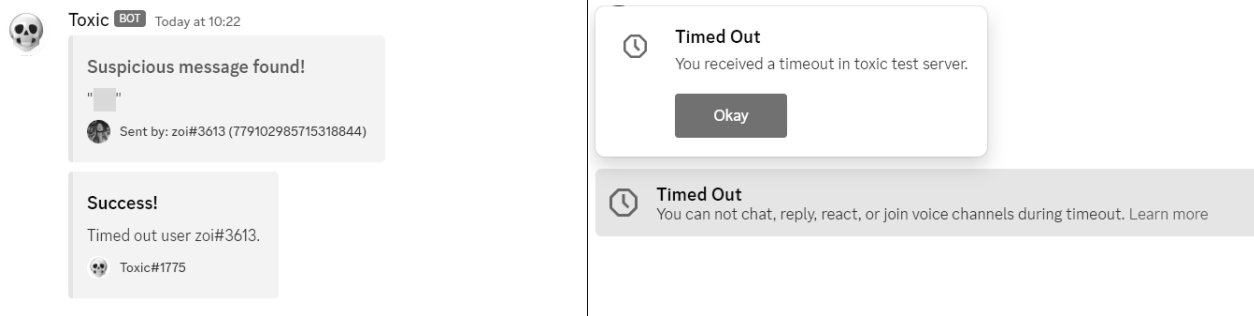 Toxic BOT Today at 10:22
Suspicious message found!
" "
Sent by: zoi#3613 (779102985715318844)
Success!
Timed out user zoi#3613.
Toxic#1775
Timed Out
You received a timeout in toxic test server.
Okay
Timed Out
You can not chat, reply, react, or join voice channels during timeout. Learn more